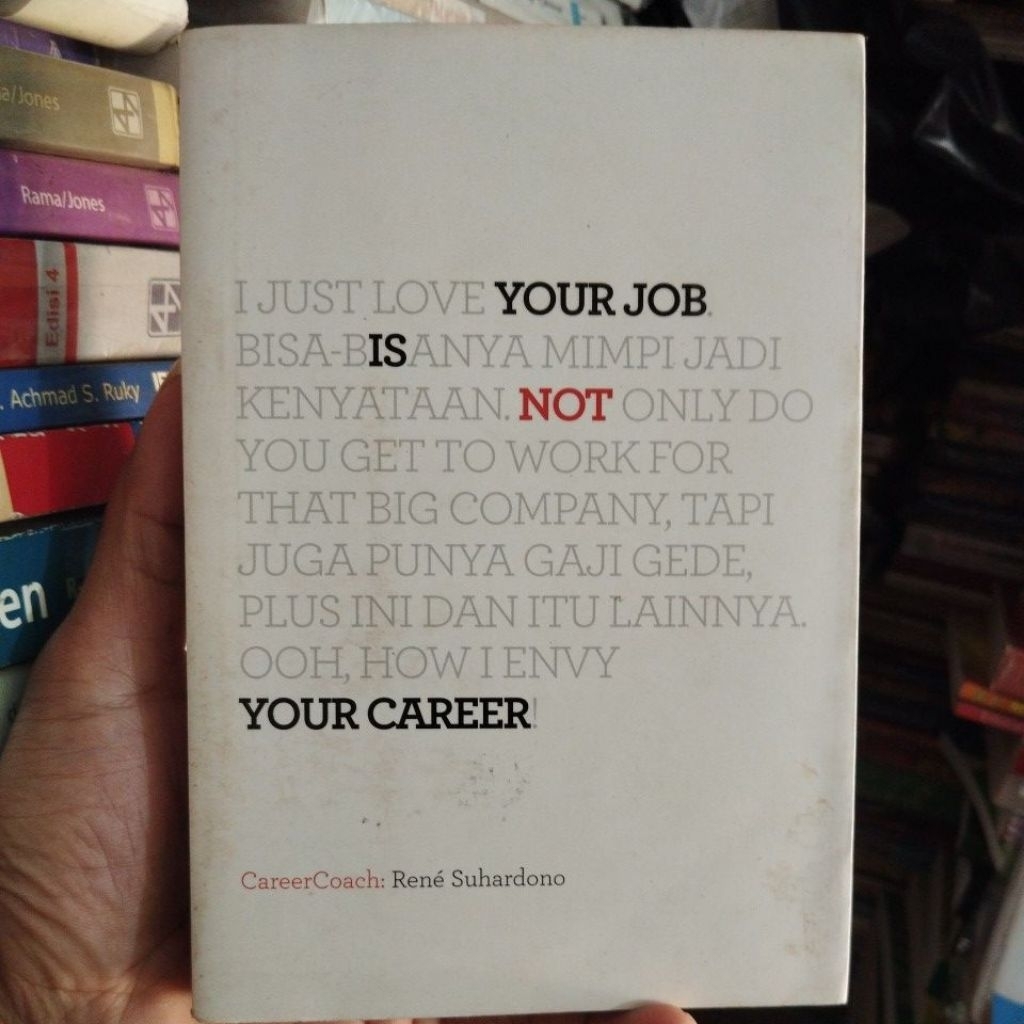 a/Jones
Rama/Jones
Edisi 4
. Achmad S. Ruky
en
I JUST LOVE YOUR JOB.
BISA-BISANYA MIMPI JADI
KENYATAAN. NOT ONLY DO
YOU GET TO WORK FOR
THAT BIG COMPANY, TAPI
JUGA PUNYA GAJI GEDE,
PLUS INI DAN ITU LAINNYA.
OOH, HOW I ENVY
YOUR CAREER!
CareerCoach: René Suhardono